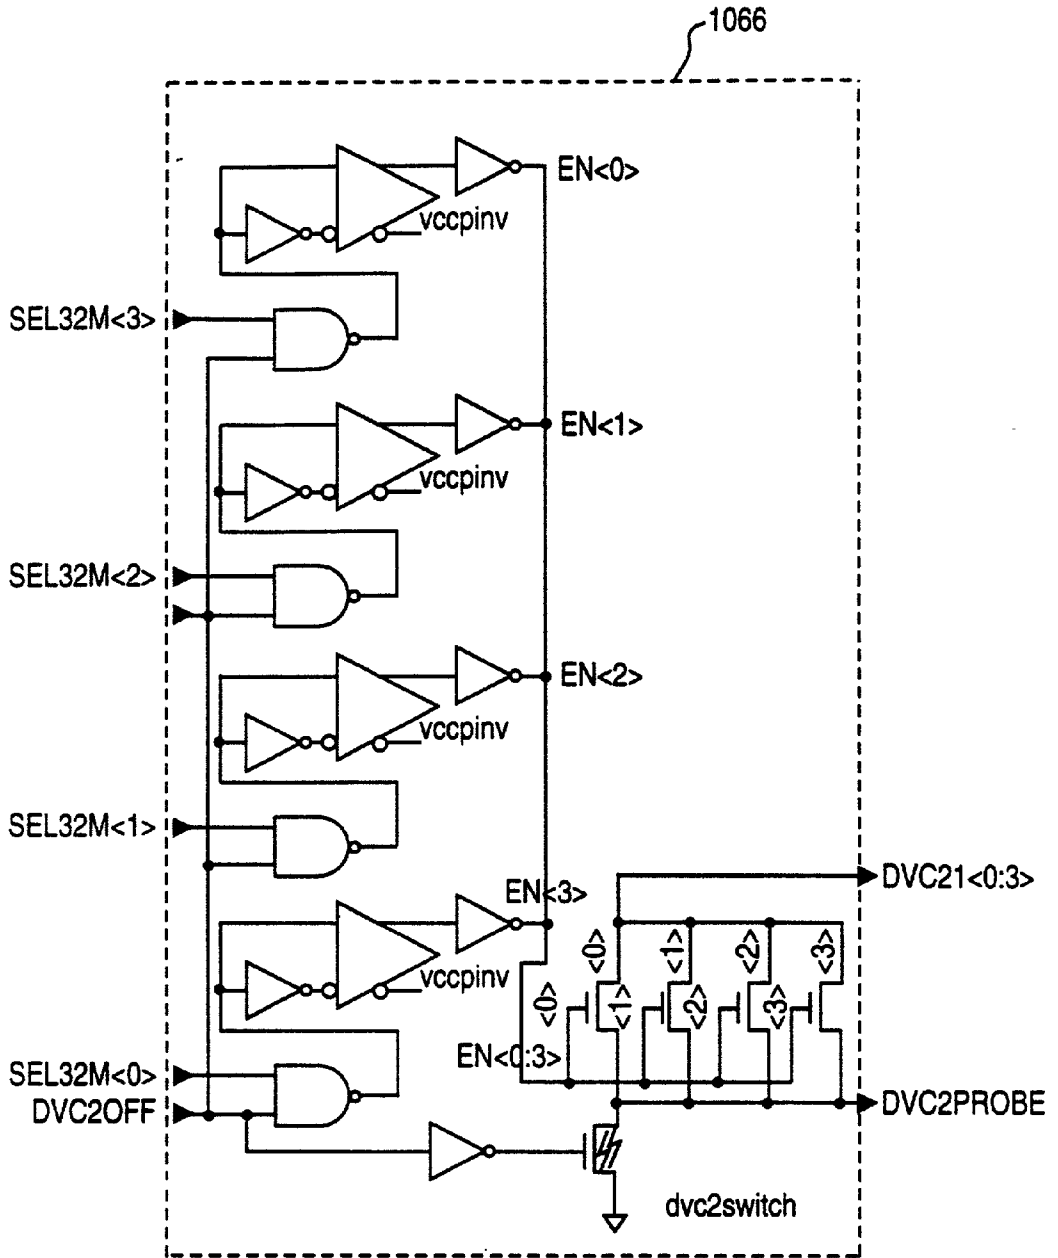 1066
EN<0>
vccpinv
SEL32M<3>
EN<1>
vccpinv
SEL32M<2>
EN<2>
vccpinv
SEL32M<1>
DVC21<0:3>
EN<3>
vccpinv
<0>
<1>
<2>
<3>
<0>
<1>
<2>
<3>
EN<0:3>
SEL32M<0>
DVC2OFF
DVC2PROBE
dvc2switch